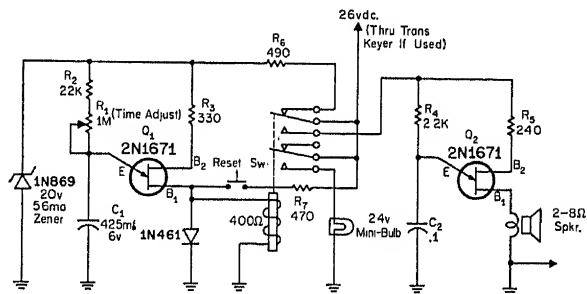 26vdc.
(Thru Trans
Keyer If Used)
R6
490
R2
22K
R1
1M
(Time Adjust)
R3
330
Q1
2N1671
E
B2
B1
Reset Sw.
R7
470
R4
22K
R5
240
Q2
2N1671
E
B2
B1
1N869
20v
56ma
Zener
C1
425mf
6v
1N461
400Ω
24v
Mini-Bulb
C2
.1
2-8Ω
Spkr.